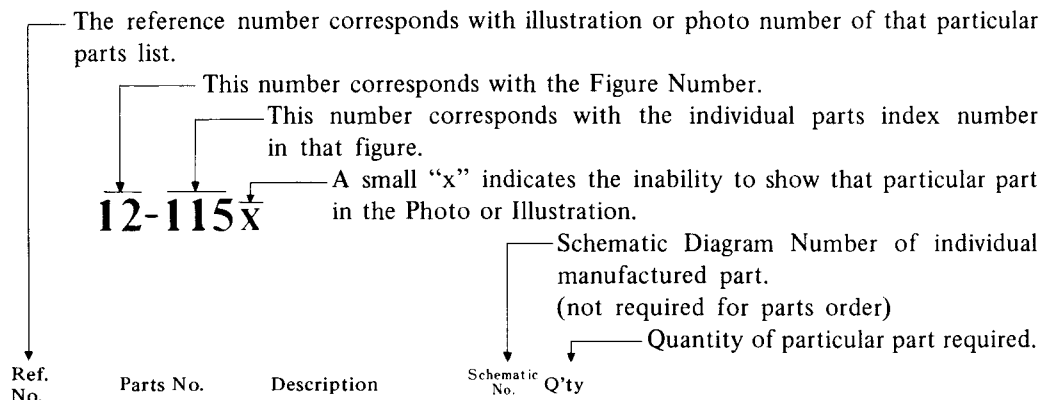 The reference number corresponds with illustration or photo number of that particular
parts list.
This number corresponds with the Figure Number.
This number corresponds with the individual parts index number
in that figure.
A small “x” indicates the inability to show that particular part
in the Photo or Illustration.
12-115x
Schematic Diagram Number of individual
manufactured part.
(not required for parts order)
Quantity of particular part required.
Ref.
No.
Parts No.
Description
Schematic
No.
Q'ty